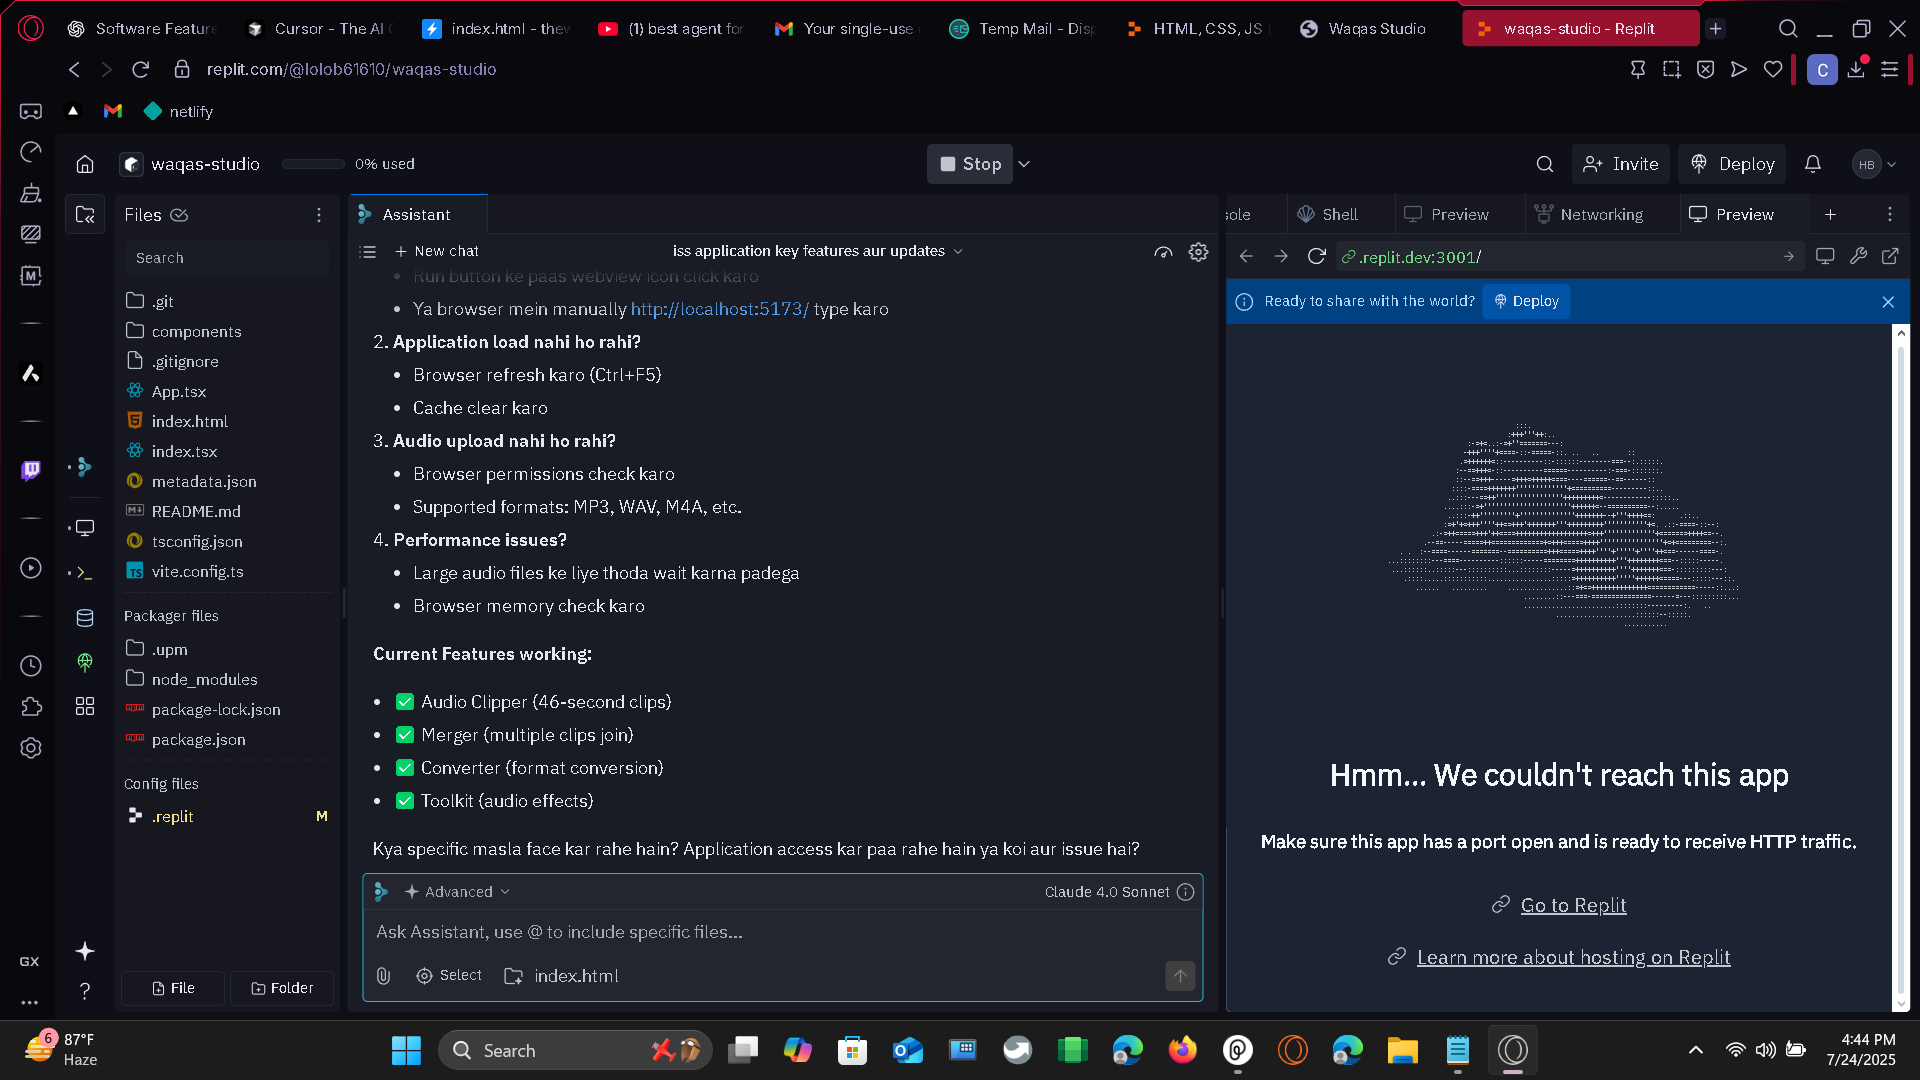 Software Feature
Cursor - The AI C
index.html - thew
(1) best agent for
Your single-use
Temp Mail - Disp
HTML, CSS, JS
Waqas Studio
waqas-studio - Replit
replit.com/@lolob61610/waqas-studio
C
netlify
waqas-studio
0% used
Stop
Invite
Deploy
HB
Files
Search
.git
components
.gitignore
App.tsx
index.html
index.tsx
metadata.json
README.md
tsconfig.json
vite.config.ts
Packager files
.upm
node_modules
package-lock.json
package.json
Config files
.replit
M
File
Folder
GX
Assistant
New chat
iss application key features aur updates
• Run button ke paas webview icon click karo
• Ya browser mein manually http://localhost:5173/ type karo
2. Application load nahi ho rahi?
• Browser refresh karo (Ctrl+F5)
• Cache clear karo
3. Audio upload nahi ho rahi?
• Browser permissions check karo
• Supported formats: MP3, WAV, M4A, etc.
4. Performance issues?
• Large audio files ke liye thoda wait karna padega
• Browser memory check karo
Current Features working:
• ✅ Audio Clipper (46-second clips)
• ✅ Merger (multiple clips join)
• ✅ Converter (format conversion)
• ✅ Toolkit (audio effects)
Kya specific masla face kar rahe hain? Application access kar paa rahe hain ya koi aur issue hai?
Advanced
Claude 4.0 Sonnet
Ask Assistant, use @ to include specific files...
Select
index.html
sole
Shell
Preview
Networking
Preview
.replit.dev:3001/
Ready to share with the world?
Deploy
Hmm... We couldn't reach this app
Make sure this app has a port open and is ready to receive HTTP traffic.
Go to Replit
Learn more about hosting on Replit
6
87°F
Haze
Search
4:44 PM
7/24/2025